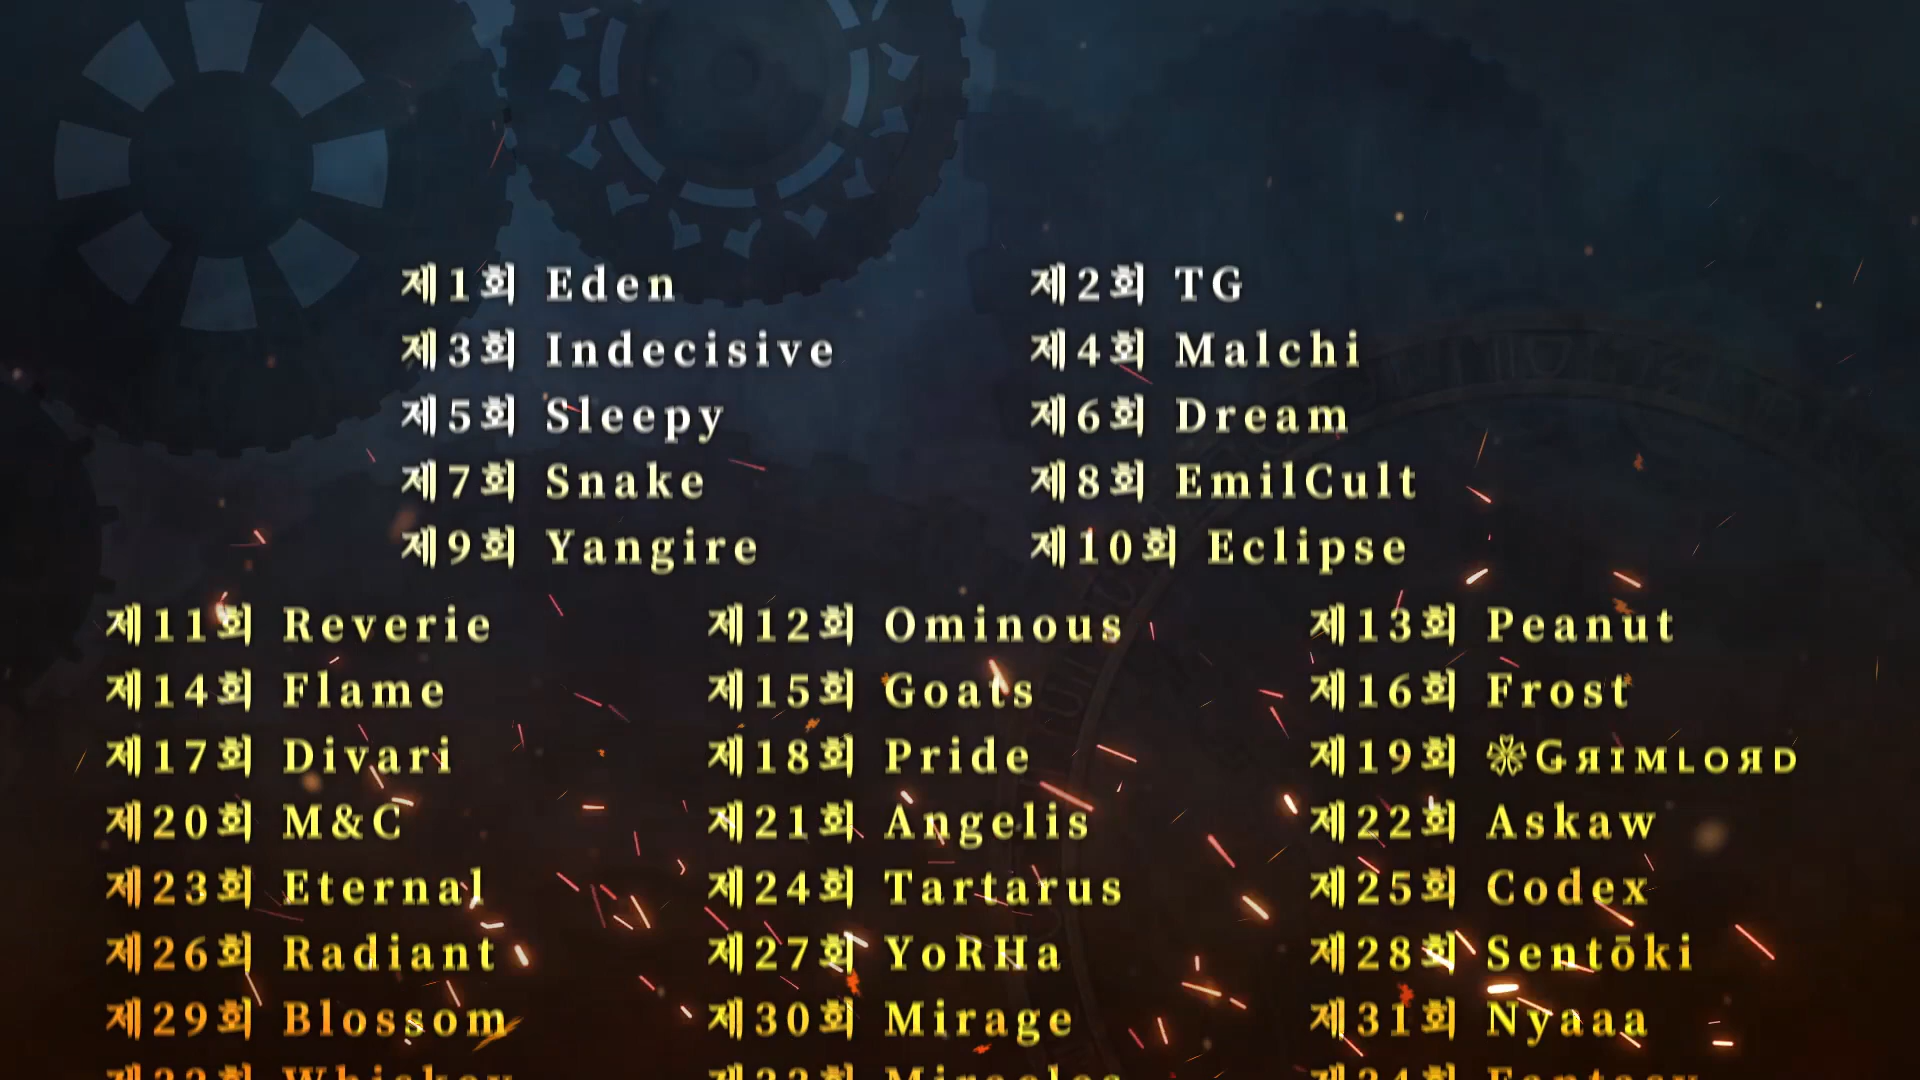 제1회 Eden 제2회 TG
제3회 Indecisive 제4회 Malchi
제5회 Sleepy 제6회 Dream
제7회 Snake 제8회 EmilCult
제9회 Yangire 제10회 Eclipse
제11회 Reverie 제12회 Ominous 제13회 Peanut
제14회 Flame 제15회 Goats 제16회 Frost
제17회 Divari 제18회 Pride 제19회 ❊Gʀɪᴍʟᴏʀᴅ
제20회 M&C 제21회 Angelis 제22회 Askaw
제23회 Eternal 제24회 Tartarus 제25회 Codex
제26회 Radiant 제27회 YoRHa 제28회 Sentōki
제29회 Blossom 제30회 Mirage 제31회 Nyaaa